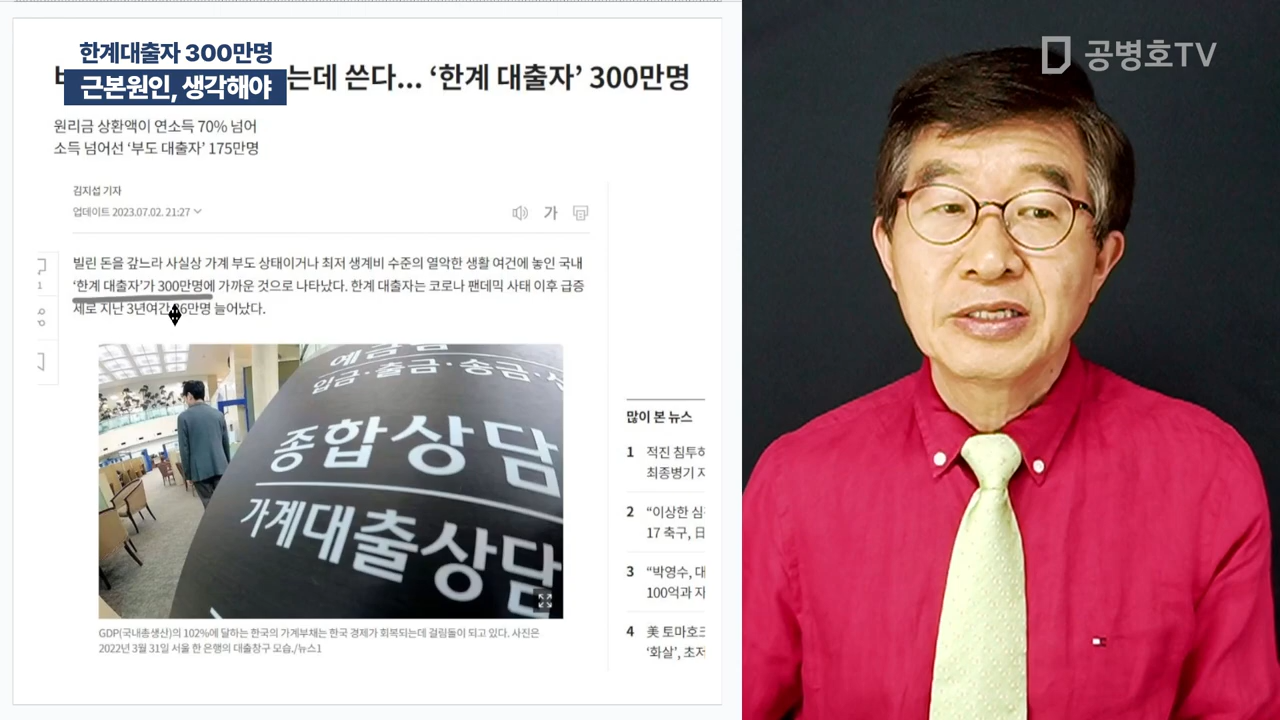 한계대출자 300만명
근본원인, 생각해야
는데 쓴다... ‘한계 대출자’ 300만명
공병호TV
원리금 상환액이 연소득 70% 넘어
소득 넘어선 ‘부도 대출자’ 175만명
김지섭 기자
업데이트 2023.07.02. 21:27
가
빌린 돈을 갚느라 사실상 가계 부도 상태이거나 최저 생계비 수준의 열악한 생활 여건에 놓인 국내
‘한계 대출자’가 300만명에 가까운 것으로 나타났다. 한계 대출자는 코로나 팬데믹 사태 이후 급증
세로 지난 3년여간 6만명 늘어났다.
1
예금
입금·출금·송금·
종합상담
가계대출상담
GDP(국내총생산)의 102%에 달하는 한국의 가계부채는 한국 경제가 회복되는데 걸림돌이 되고 있다. 사진은
2022년 3월 31일 서울 한 은행의 대출창구 모습./뉴스1
많이 본 뉴스
1 적진 침투하
최종병기 지
2 “이상한 심
17 축구, 日
3 “박영수, 대
100억과 자
4 美 토마호크
‘화살’, 초저